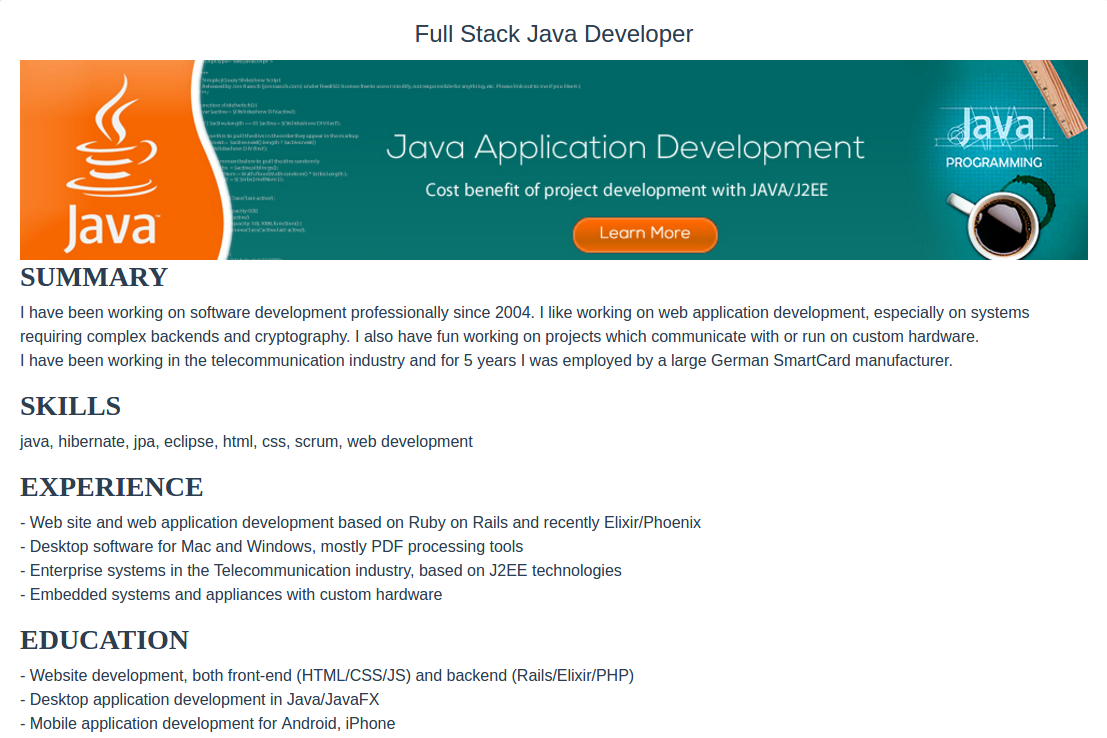 Full Stack Java Developer
Java™
Java Application Development
Cost benefit of project development with JAVA/J2EE
Learn More
Java
PROGRAMMING
SUMMARY
I have been working on software development professionally since 2004. I like working on web application development, especially on systems
requiring complex backends and cryptography. I also have fun working on projects which communicate with or run on custom hardware.
I have been working in the telecommunication industry and for 5 years I was employed by a large German SmartCard manufacturer.
SKILLS
java, hibernate, jpa, eclipse, html, css, scrum, web development
EXPERIENCE
- Web site and web application development based on Ruby on Rails and recently Elixir/Phoenix
- Desktop software for Mac and Windows, mostly PDF processing tools
- Enterprise systems in the Telecommunication industry, based on J2EE technologies
- Embedded systems and appliances with custom hardware
EDUCATION
- Website development, both front-end (HTML/CSS/JS) and backend (Rails/Elixir/PHP)
- Desktop application development in Java/JavaFX
- Mobile application development for Android, iPhone